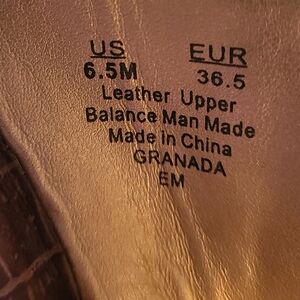 US EUR
6.5M 36.5
Leather Upper
Balance Man Made
Made in China
GRANADA
EM